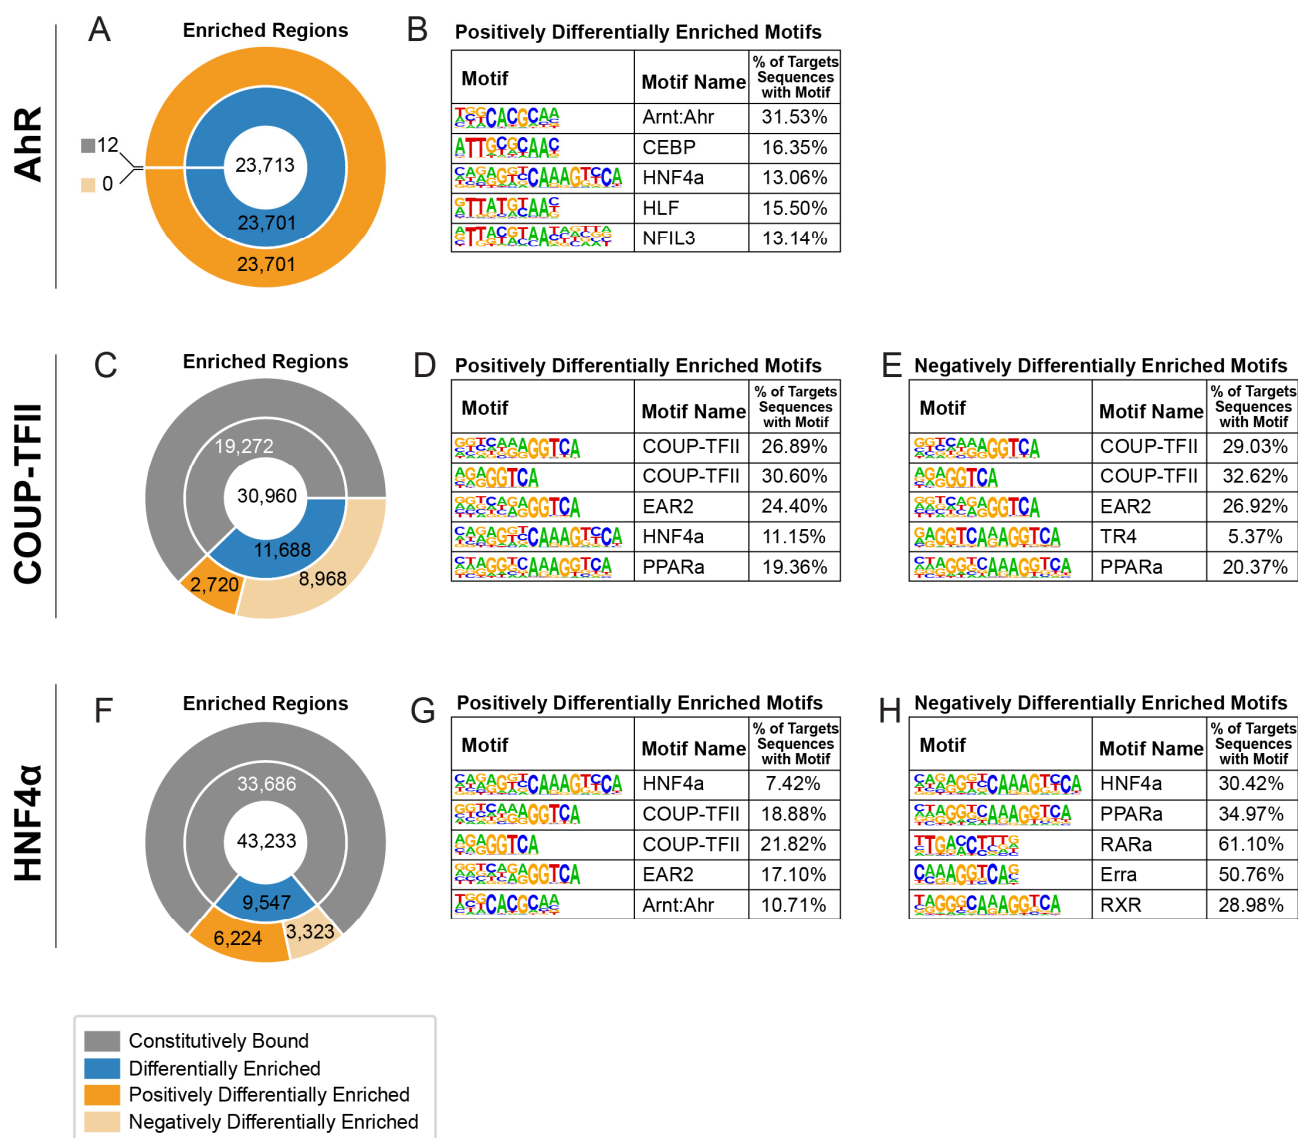 AhR
A
Enriched Regions
12
0
23,713
23,701
23,701
B
Positively Differentially Enriched Motifs
Motif
Motif Name
% of Targets
Sequences
with Motif
Arnt:Ahr
31.53%
CEBP
16.35%
HNF4a
13.06%
HLF
15.50%
NFIL3
13.14%
COUP-TFII
C
Enriched Regions
19,272
30,960
11,688
2,720
8,968
D
Positively Differentially Enriched Motifs
Motif
Motif Name
% of Targets
Sequences
with Motif
COUP-TFII
26.89%
COUP-TFII
30.60%
EAR2
24.40%
HNF4a
11.15%
PPARa
19.36%
E
Negatively Differentially Enriched Motifs
Motif
Motif Name
% of Targets
Sequences
with Motif
COUP-TFII
29.03%
COUP-TFII
32.62%
EAR2
26.92%
TR4
5.37%
PPARa
20.37%
HNF4α
F
Enriched Regions
33,686
43,233
9,547
6,224
3,323
G
Positively Differentially Enriched Motifs
Motif
Motif Name
% of Targets
Sequences
with Motif
HNF4a
7.42%
COUP-TFII
18.88%
COUP-TFII
21.82%
EAR2
17.10%
Arnt:Ahr
10.71%
H
Negatively Differentially Enriched Motifs
Motif
Motif Name
% of Targets
Sequences
with Motif
HNF4a
30.42%
PPARa
34.97%
RARa
61.10%
Erra
50.76%
RXR
28.98%
Constitutively Bound
Differentially Enriched
Positively Differentially Enriched
Negatively Differentially Enriched